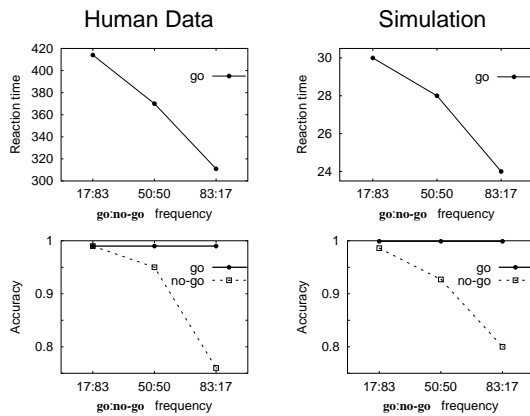 Human Data
Simulation
Reaction time
420
400
380
360
340
320
300
go
17:83 50:50 83:17
go:no-go frequency
Reaction time
30
28
26
24
go
17:83 50:50 83:17
go:no-go frequency
Accuracy
1
0.9
0.8
go
no-go
17:83 50:50 83:17
go:no-go frequency
Accuracy
1
0.9
0.8
go
no-go
17:83 50:50 83:17
go:no-go frequency